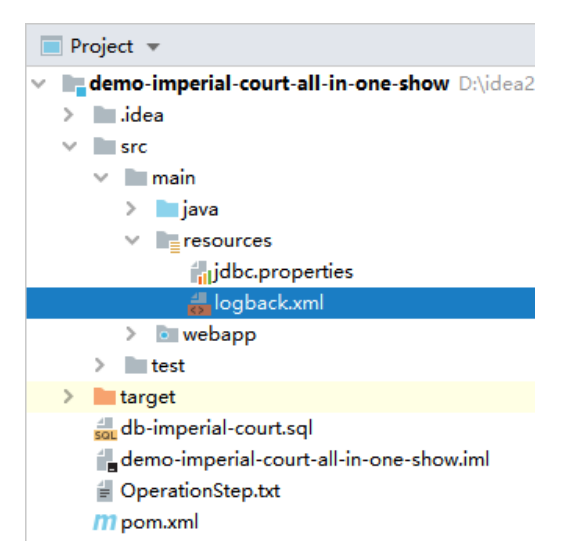 Project
demo-imperial-court-all-in-one-show D:\idea2
.idea
src
main
java
resources
jdbc.properties
logback.xml
webapp
test
target
SQL db-imperial-court.sql
demo-imperial-court-all-in-one-show.iml
OperationStep.txt
m pom.xml